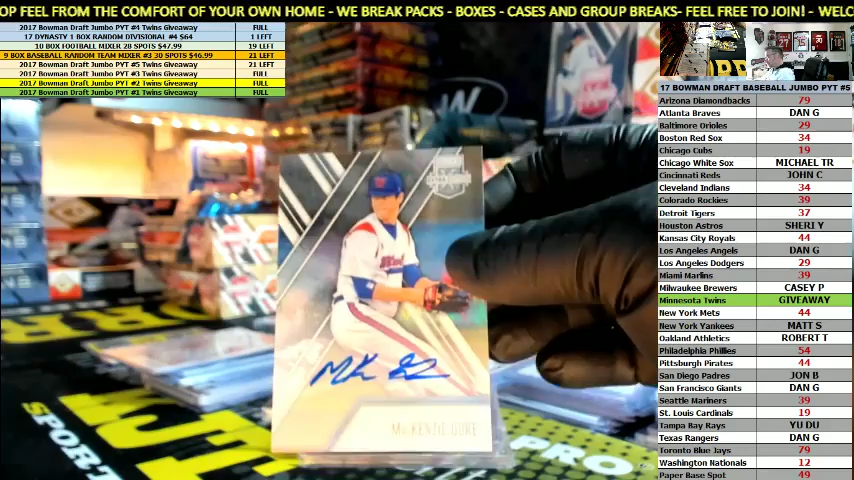 OP FEEL FROM THE COMFORT OF YOUR OWN HOME - WE BREAK PACKS - BOXES - CASES AND GROUP BREAKS- FEEL FREE TO JOIN! - WELC
2017 Bowman Draft Jumbo PYT #4 Twins Giveaway FULL
17 DYNASTY 1 BOX RANDOM DIVISIONAL #4 $64 1 LEFT
10 BOX FOOTBALL MIXER 28 SPOTS $47.99 19 LEFT
9 BOX BASEBALL RANDOM TEAM MIXER #3 30 SPOTS $46.99 21 LEFT
2017 Bowman Draft Jumbo PYT #5 Twins Giveaway 21 LEFT
2017 Bowman Draft Jumbo PYT #3 Twins Giveaway FULL
2017 Bowman Draft Jumbo PYT #2 Twins Giveaway FULL
2017 Bowman Draft Jumbo PYT #1 Twins Giveaway FULL
17 BOWMAN DRAFT BASEBALL JUMBO PYT #5
Arizona Diamondbacks 79
Atlanta Braves DAN G
Baltimore Orioles 29
Boston Red Sox 34
Chicago Cubs 19
Chicago White Sox MICHAEL TR
Cincinnati Reds JOHN C
Cleveland Indians 34
Colorado Rockies 39
Detroit Tigers 37
Houston Astros SHERI Y
Kansas City Royals 44
Los Angeles Angels DAN G
Los Angeles Dodgers 29
Miami Marlins 39
Milwaukee Brewers CASEY P
Minnesota Twins GIVEAWAY
New York Mets 44
New York Yankees MATT S
Oakland Athletics ROBERT T
Philadelphia Phillies 54
Pittsburgh Pirates 44
San Diego Padres JON B
San Francisco Giants DAN G
Seattle Mariners 39
St. Louis Cardinals 19
Tampa Bay Rays YU DU
Texas Rangers DAN G
Toronto Blue Jays 79
Washington Nationals 12
Paper Base Spot 49
MacKENZIE GORE
SPORT
PRO